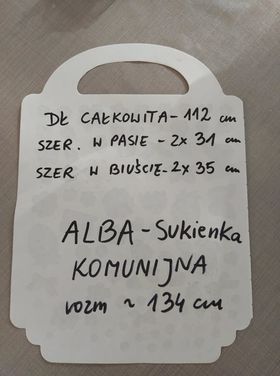 DŁ CAŁKOWITA - 112 cm
SZER. W PASIE - 2x 31 cm
SZER W BIUŚCIE - 2x 35 cm
ALBA - Sukienka
KOMUNIJNA
rozm ~ 134 cm